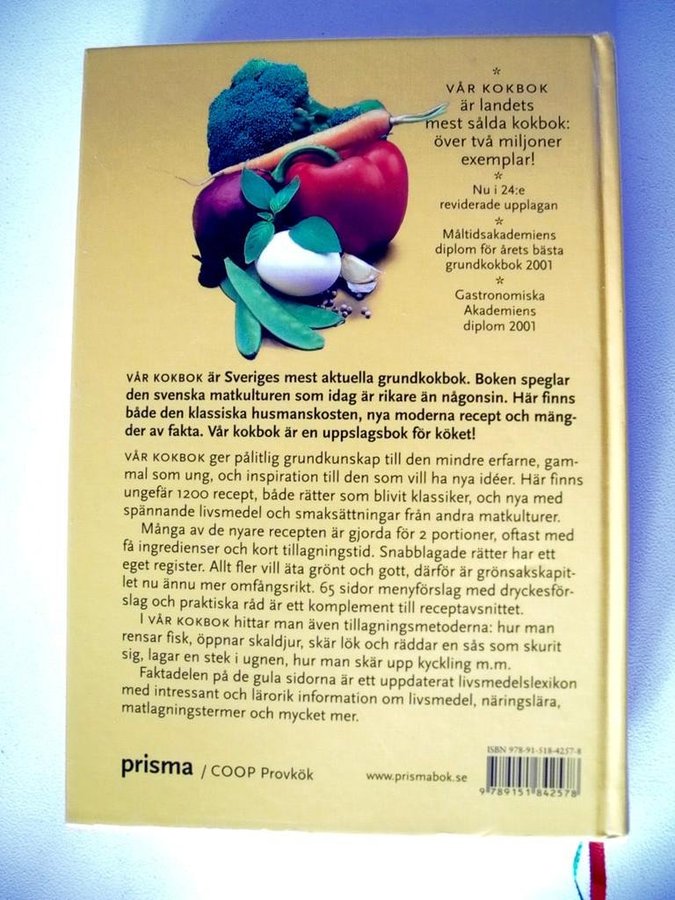 *
VÅR KOKBOK
är landets
mest sålda kokbok:
över två miljoner
exemplar!
*
Nu i 24:e
reviderade upplagan
*
Måltidsakademiens
diplom för årets bästa
grundkokbok 2001
*
Gastronomiska
Akademiens
diplom 2001
VÅR KOKBOK är Sveriges mest aktuella grundkokbok. Boken speglar
den svenska matkulturen som idag är rikare än någonsin. Här finns
både den klassiska husmanskosten, nya moderna recept och mäng-
der av fakta. Vår kokbok är en uppslagsbok för köket!
VÅR KOKBOK ger pålitlig grundkunskap till den mindre erfarne, gam-
mal som ung, och inspiration till den som vill ha nya idéer. Här finns
ungefär 1200 recept, både rätter som blivit klassiker, och nya med
spännande livsmedel och smaksättningar från andra matkulturer.
Många av de nyare recepten är gjorda för 2 portioner, oftast med
få ingredienser och kort tillagningstid. Snabblagade rätter har ett
eget register. Allt fler vill äta grönt och gott, därför är grönsakskapit-
let nu ännu mer omfångsrikt. 65 sidor menyförslag med dryckesför-
slag och praktiska råd är ett komplement till receptavsnittet.
I VÅR KOKBOK hittar man även tillagningsmetoderna: hur man
rensar fisk, öppnar skaldjur, skär lök och räddar en sås som skurit
sig, lagar en stek i ugnen, hur man skär upp kyckling m.m.
Faktadelen på de gula sidorna är ett uppdaterat livsmedelslexikon
med intressant och lärorik information om livsmedel, näringslära,
matlagningstermer och mycket mer.
prisma / COOP Provkök
www.prismabok.se
ISBN 978-91-518-4257-8
9 789151 842578